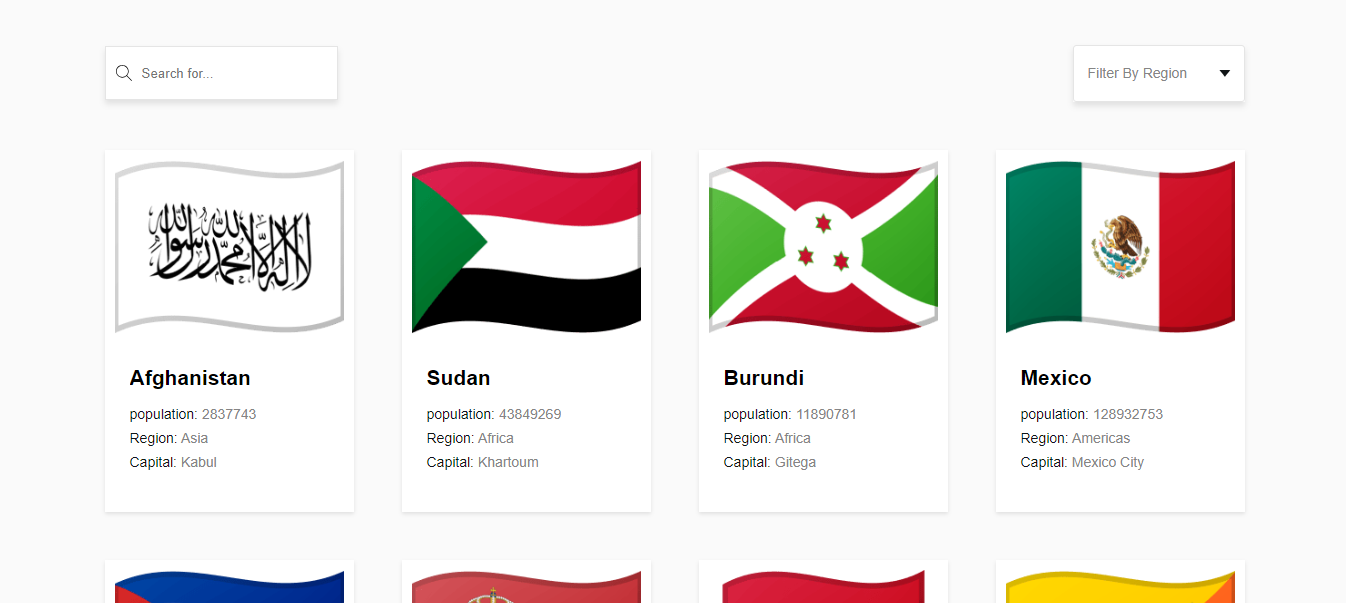 Search for...
Filter By Region
لا إله إلا الله محمد رسول الله
Afghanistan
population: 2837743
Region: Asia
Capital: Kabul
Sudan
population: 43849269
Region: Africa
Capital: Khartoum
Burundi
population: 11890781
Region: Africa
Capital: Gitega
Mexico
population: 128932753
Region: Americas
Capital: Mexico City